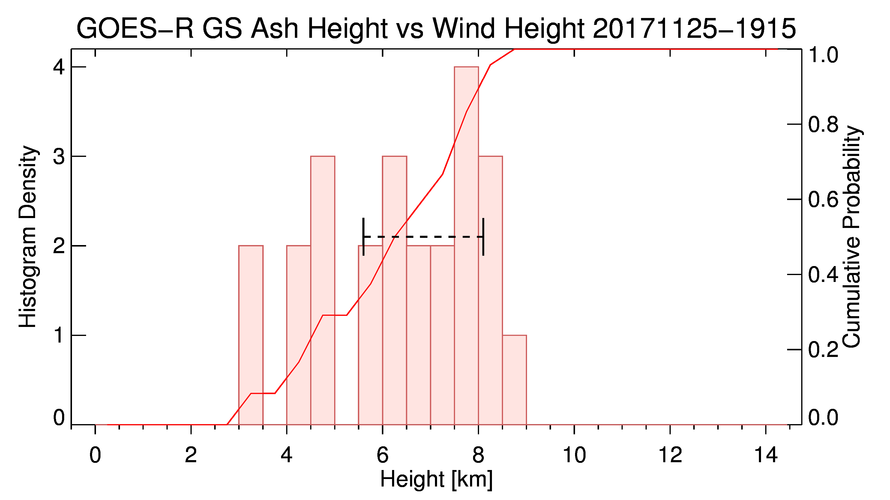 GOES−R GS Ash Height vs Wind Height 20171125−1915
4
3
2
1
0
Histogram Density
1.0
0.8
0.6
0.4
0.2
0.0
Cumulative Probability
0 2 4 6 8 10 12 14
Height [km]